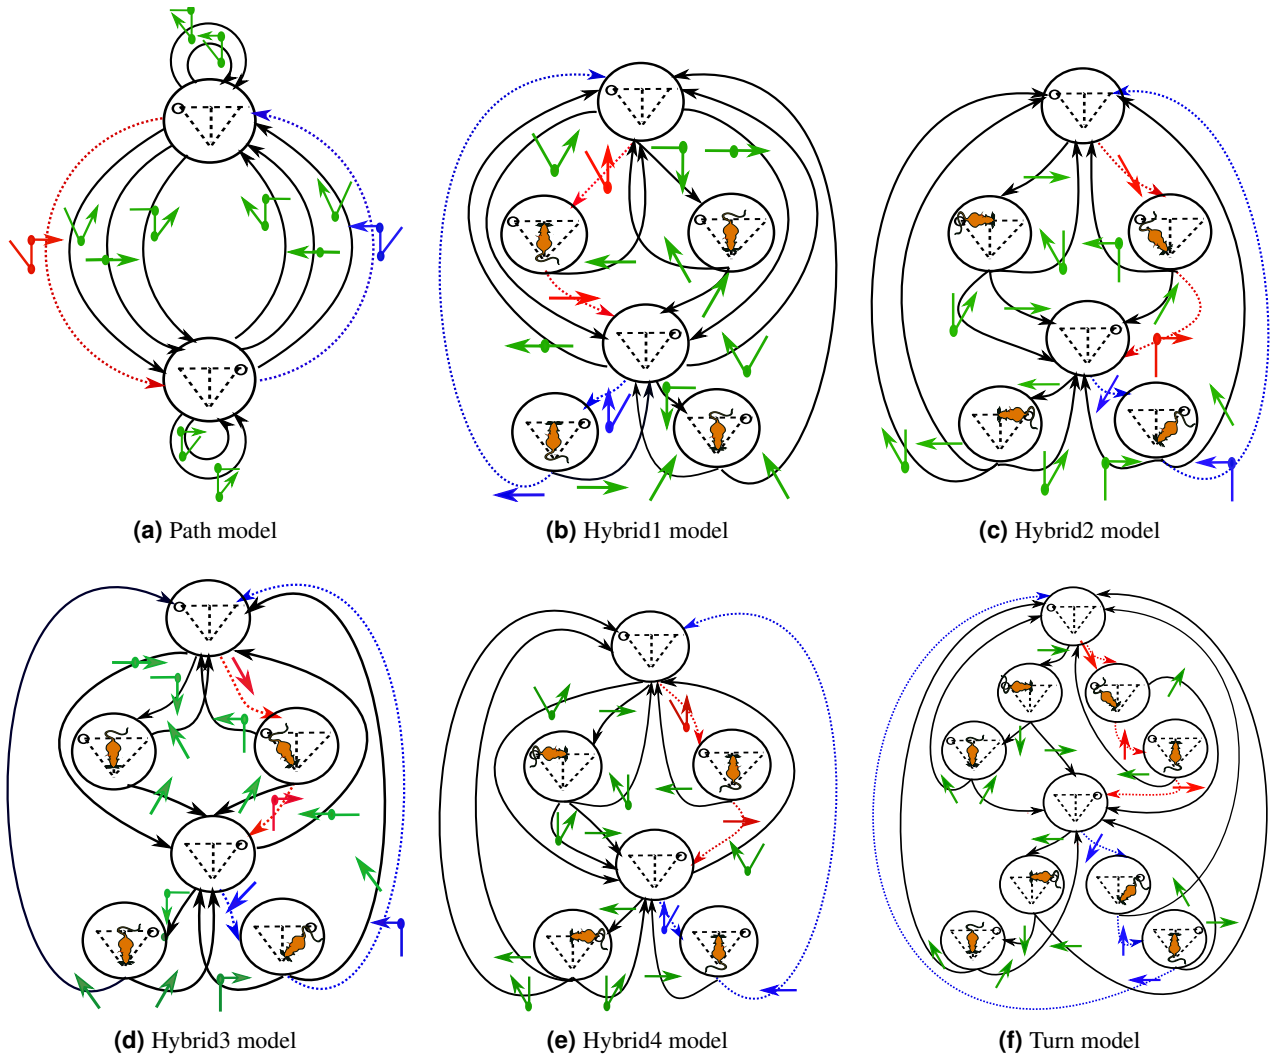 (a) Path model
(b) Hybrid1 model
(c) Hybrid2 model
(d) Hybrid3 model
(e) Hybrid4 model
(f) Turn model